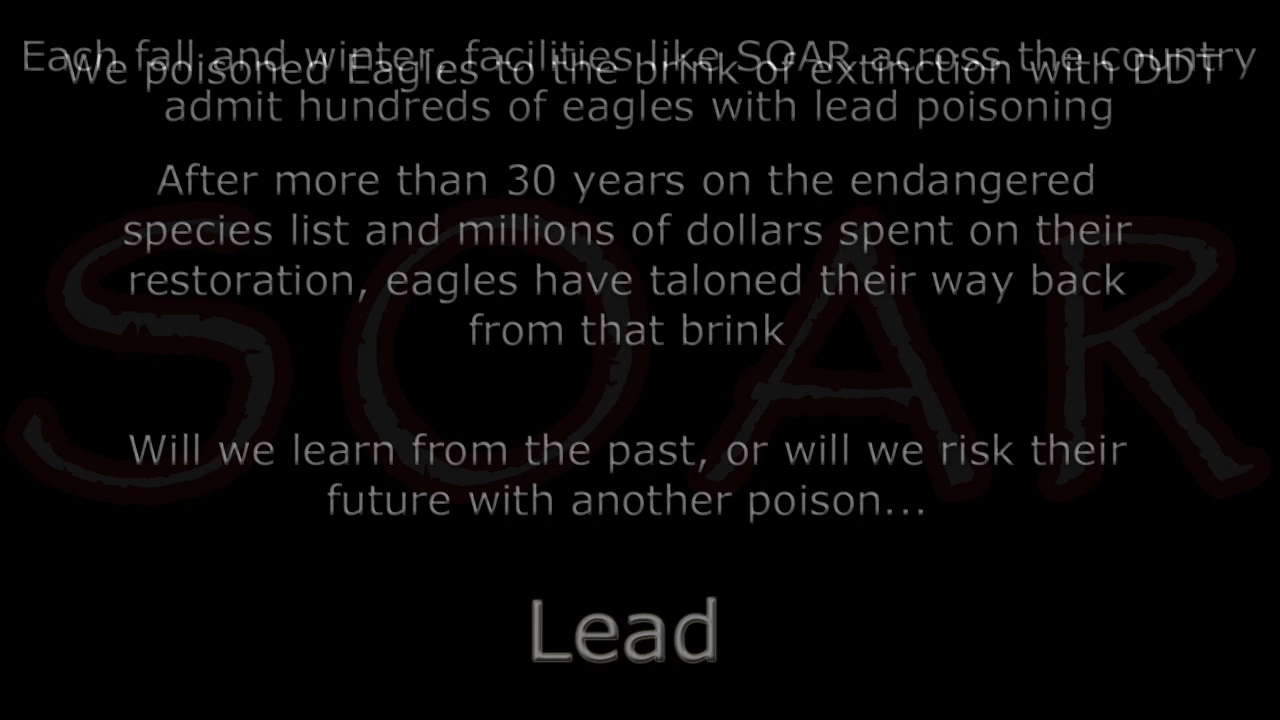 Each fall and winter, facilities like SOAR across the country
We poisoned Eagles to the brink of extinction with DDT
admit hundreds of eagles with lead poisoning
After more than 30 years on the endangered
species list and millions of dollars spent on their
restoration, eagles have taloned their way back
from that brink
SOAR
Will we learn from the past, or will we risk their
future with another poison...
Lead